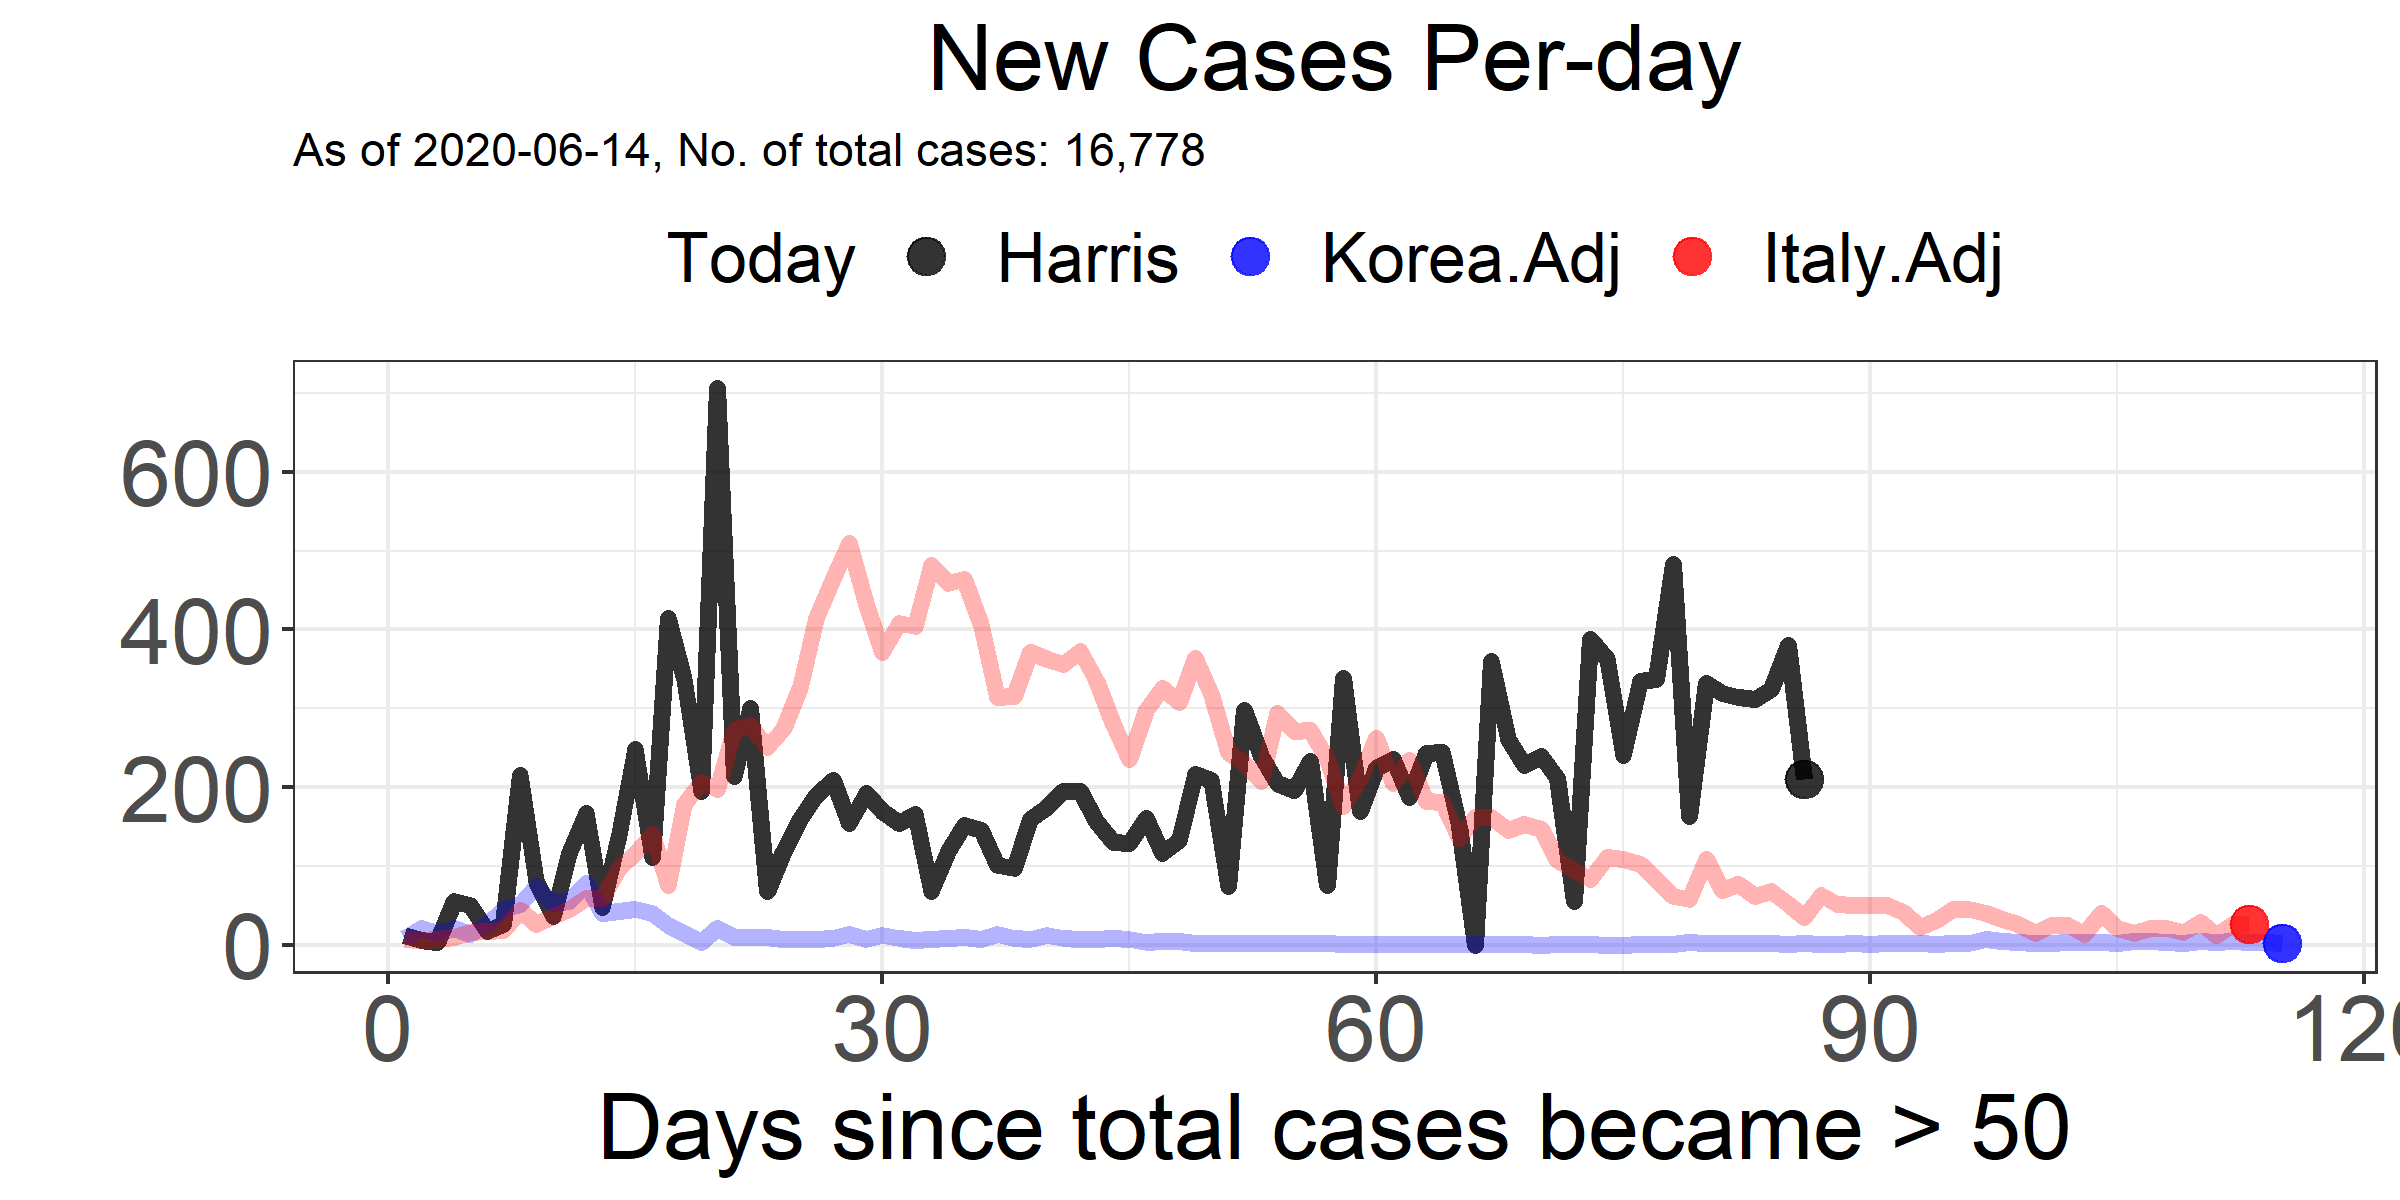 New Cases Per-day
As of 2020-06-14, No. of total cases: 16,778
Today Harris Korea.Adj Italy.Adj
600
400
200
0
0 30 60 90 120
Days since total cases became > 50